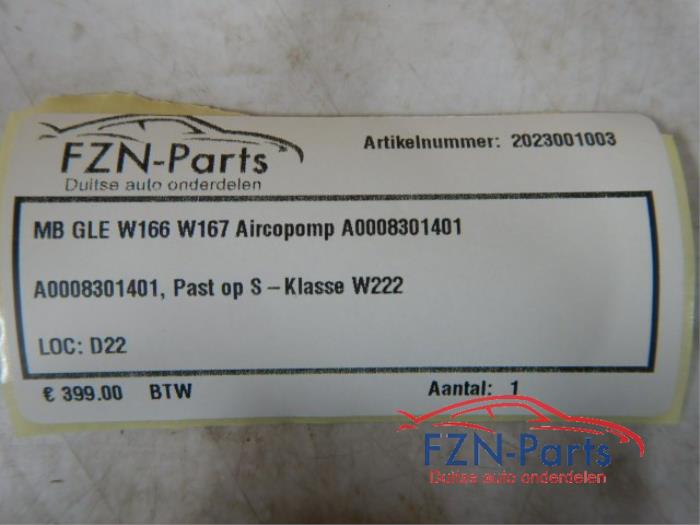 FZN-Parts
Duitse auto onderdelen
Artikelnummer: 2023001003
MB GLE W166 W167 Aircopomp A0008301401
A0008301401, Past op S – Klasse W222
LOC: D22
€ 399.00 BTW
Aantal: 1
FZN-Parts
Duitse auto onderdelen